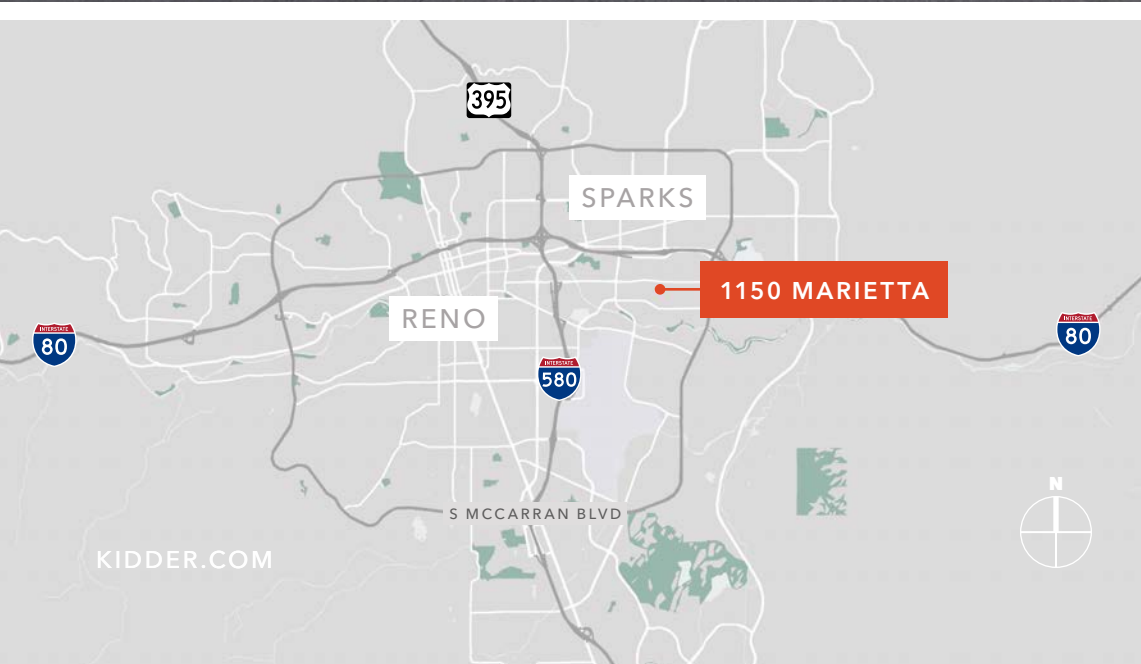 395
SPARKS
1150 MARIETTA
RENO
INTERSTATE
80
INTERSTATE
80
INTERSTATE
580
N
S MCCARRAN BLVD
KIDDER.COM